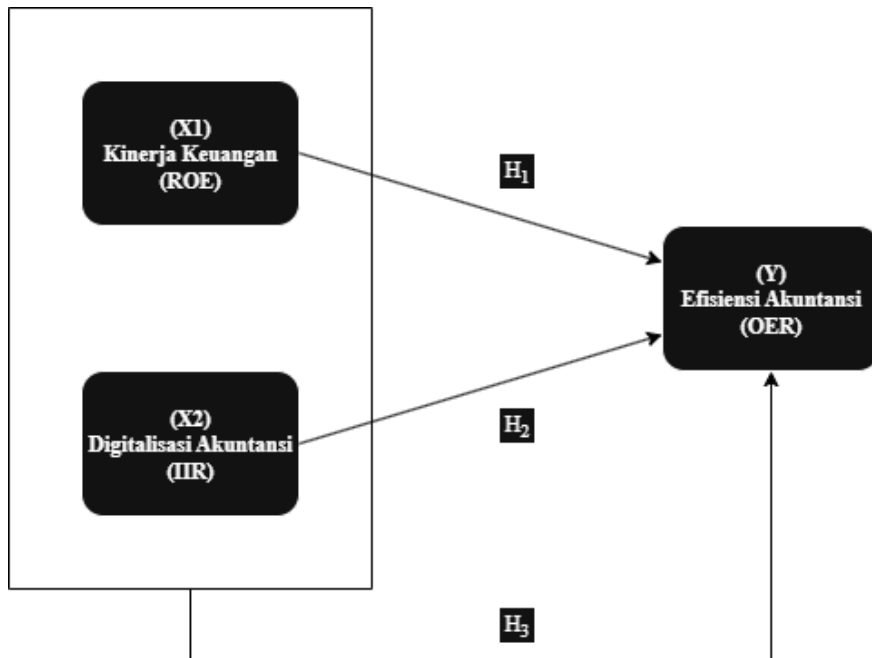 (X1)
Kinerja Keuangan
(ROE)
H₁
(Y)
Efisiensi Akuntansi
(OER)
(X2)
Digitalisasi Akuntansi
(IIR)
H₂
H₃